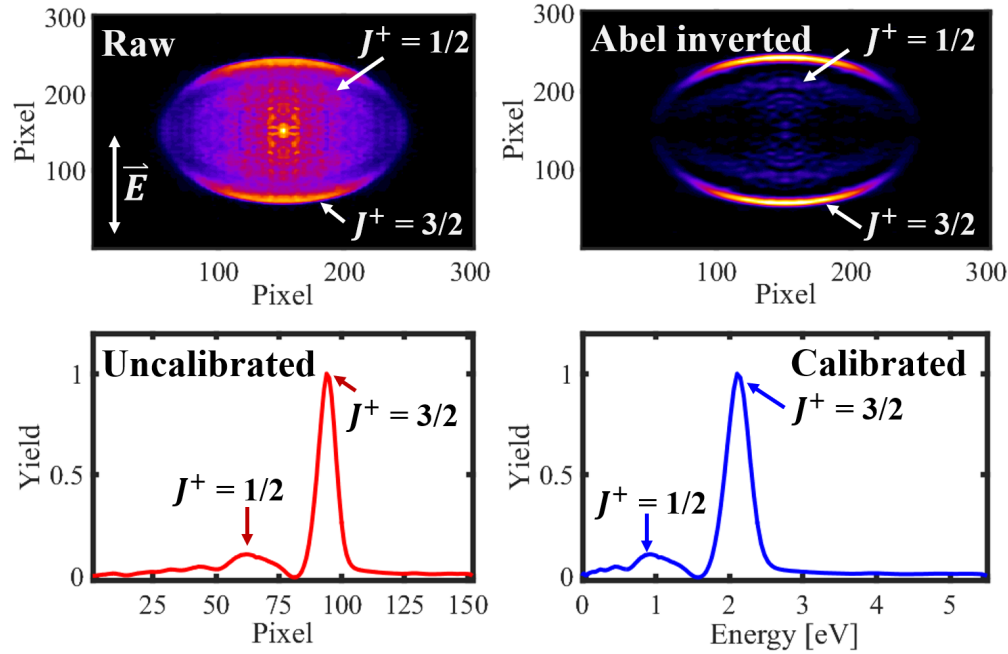 300
200
100
0
Pixel
Raw
J⁺ = 1/2
E
J⁺ = 3/2
100
200
300
Pixel
300
200
100
0
Pixel
Abel inverted
J⁺ = 1/2
J⁺ = 3/2
100
200
300
Pixel
1
0.5
0
Yield
Uncalibrated
J⁺ = 3/2
J⁺ = 1/2
25
50
75
100
125
150
Pixel
1
0.5
0
Yield
Calibrated
J⁺ = 3/2
J⁺ = 1/2
0
1
2
3
4
5
Energy [eV]